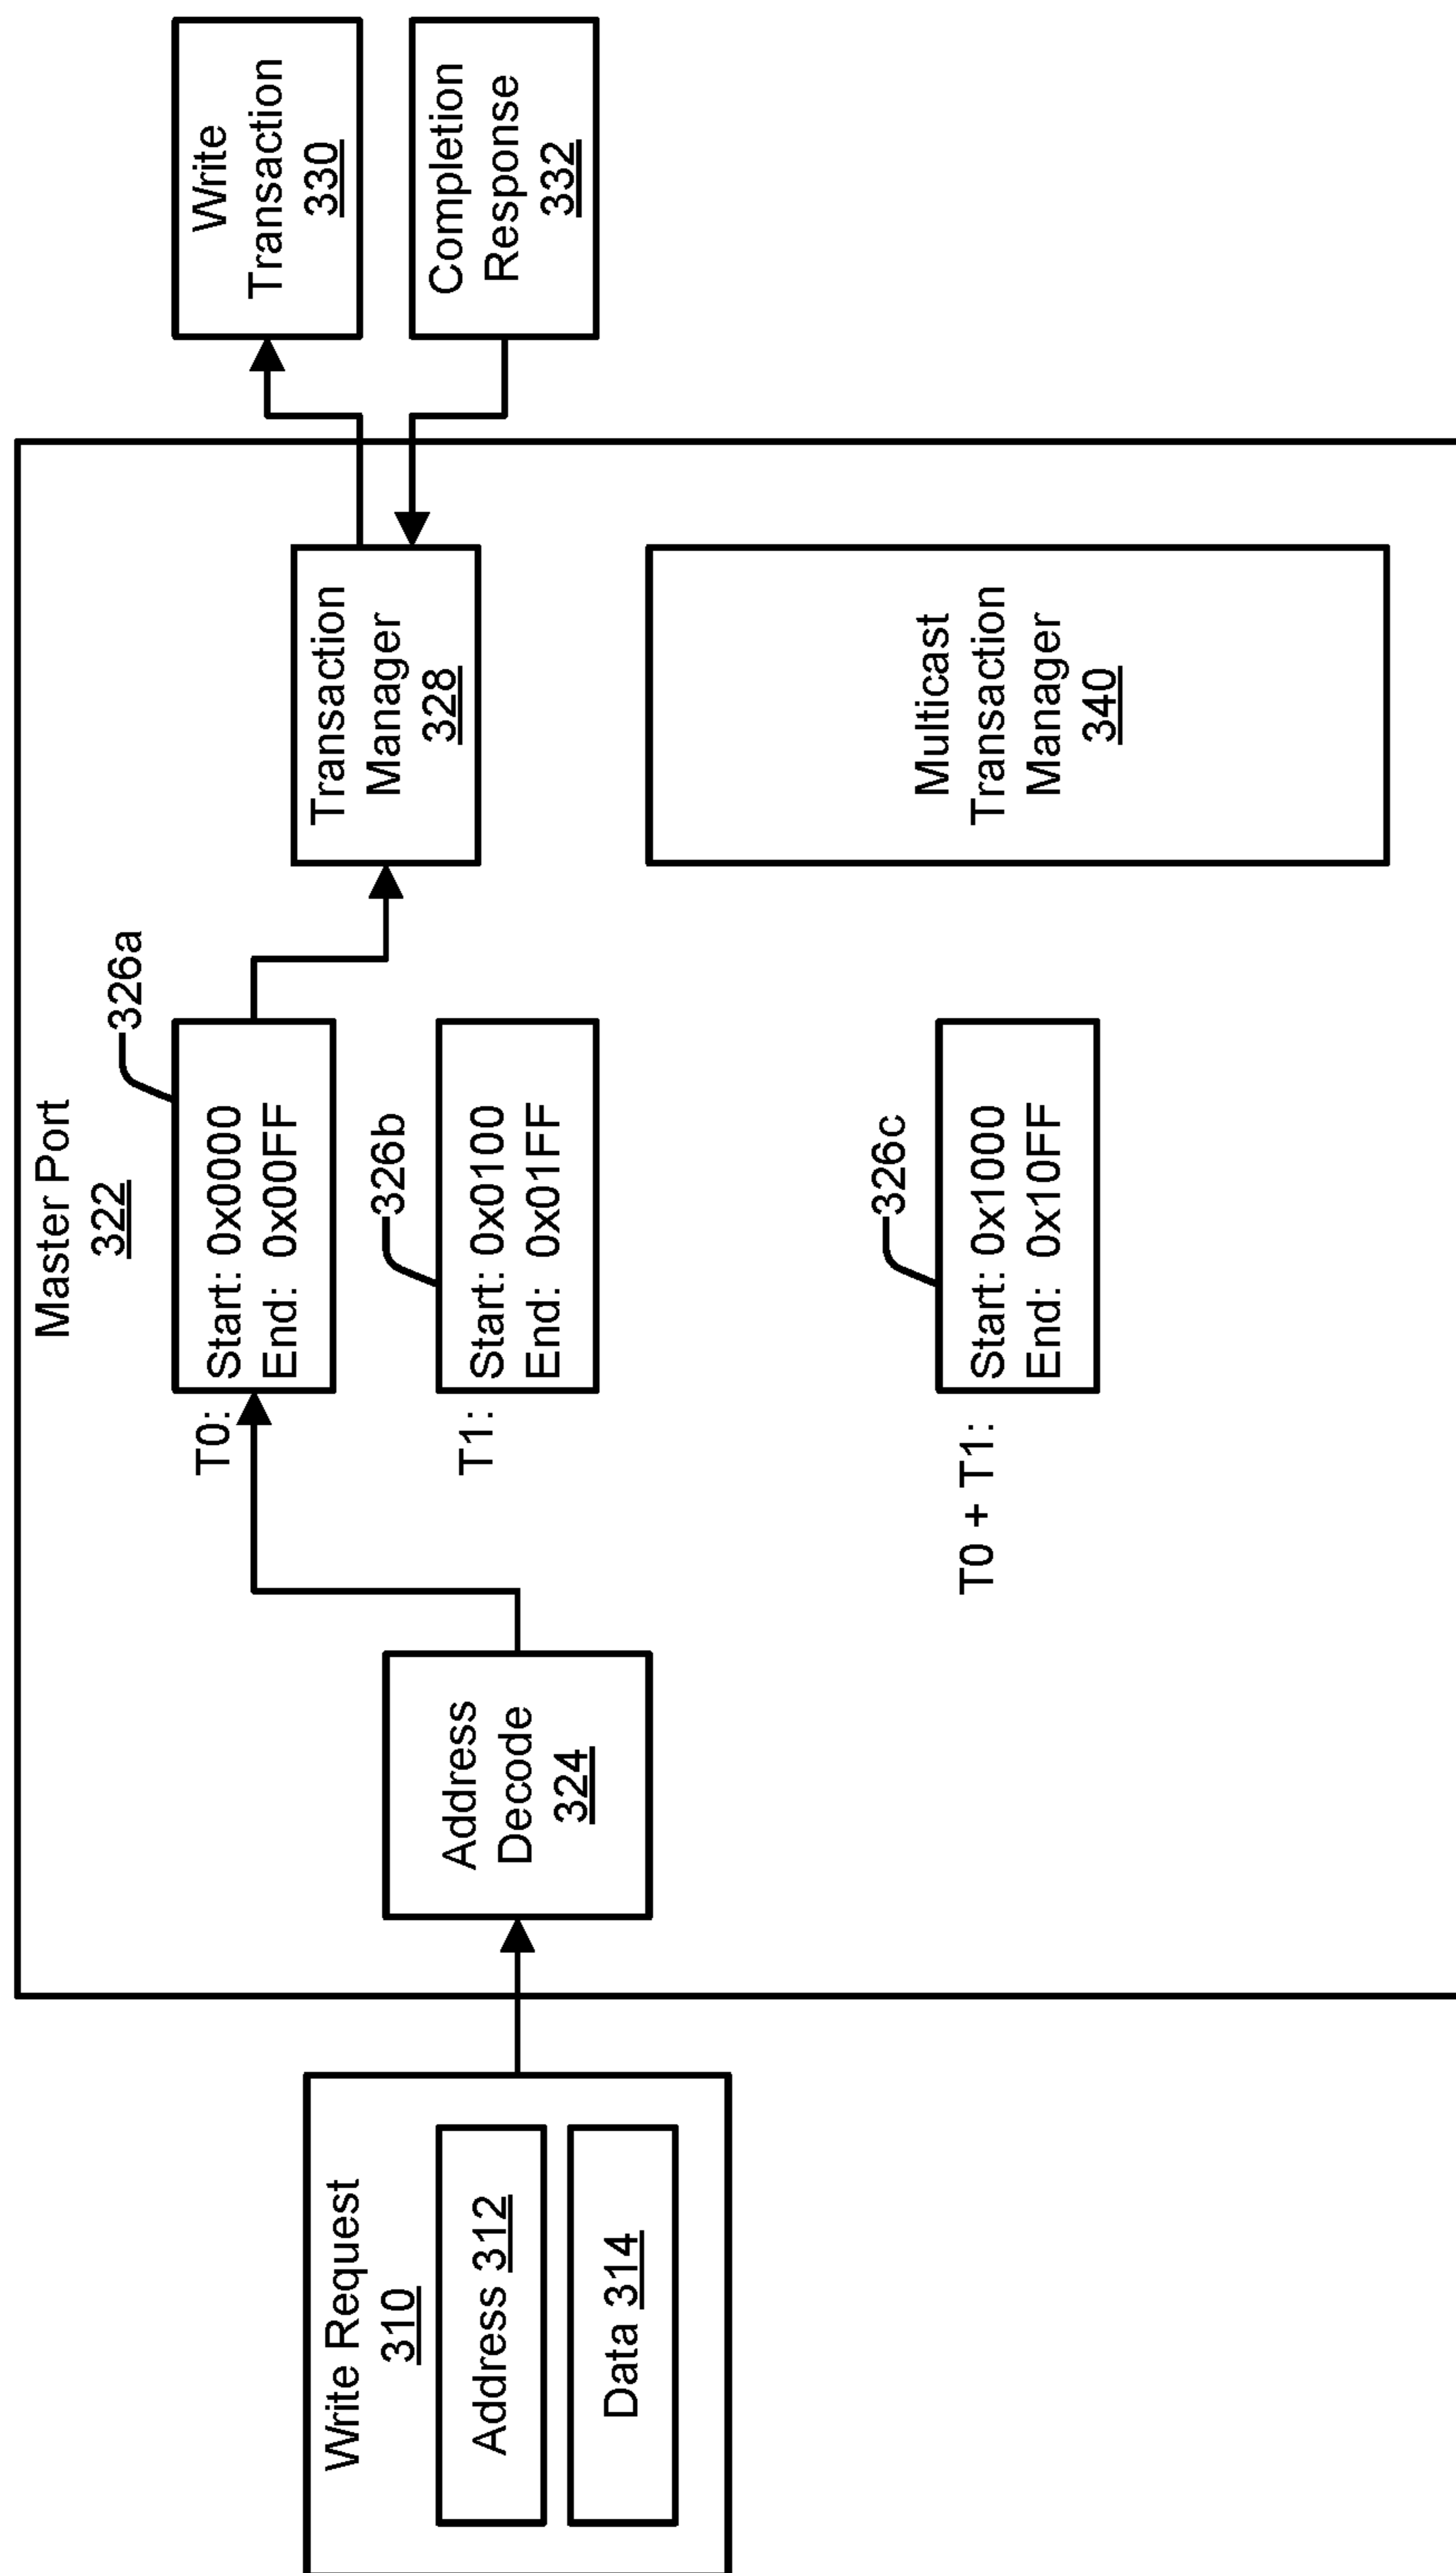 Write Request
310
Address 312
Data 314
Master Port
322
Address
Decode
324
T0:
Start: 0x0000
End: 0x00FF
326a
T1:
Start: 0x0100
End: 0x01FF
326b
T0 + T1:
Start: 0x1000
End: 0x10FF
326c
Transaction
Manager
328
Multicast
Transaction
Manager
340
Write
Transaction
330
Completion
Response
332